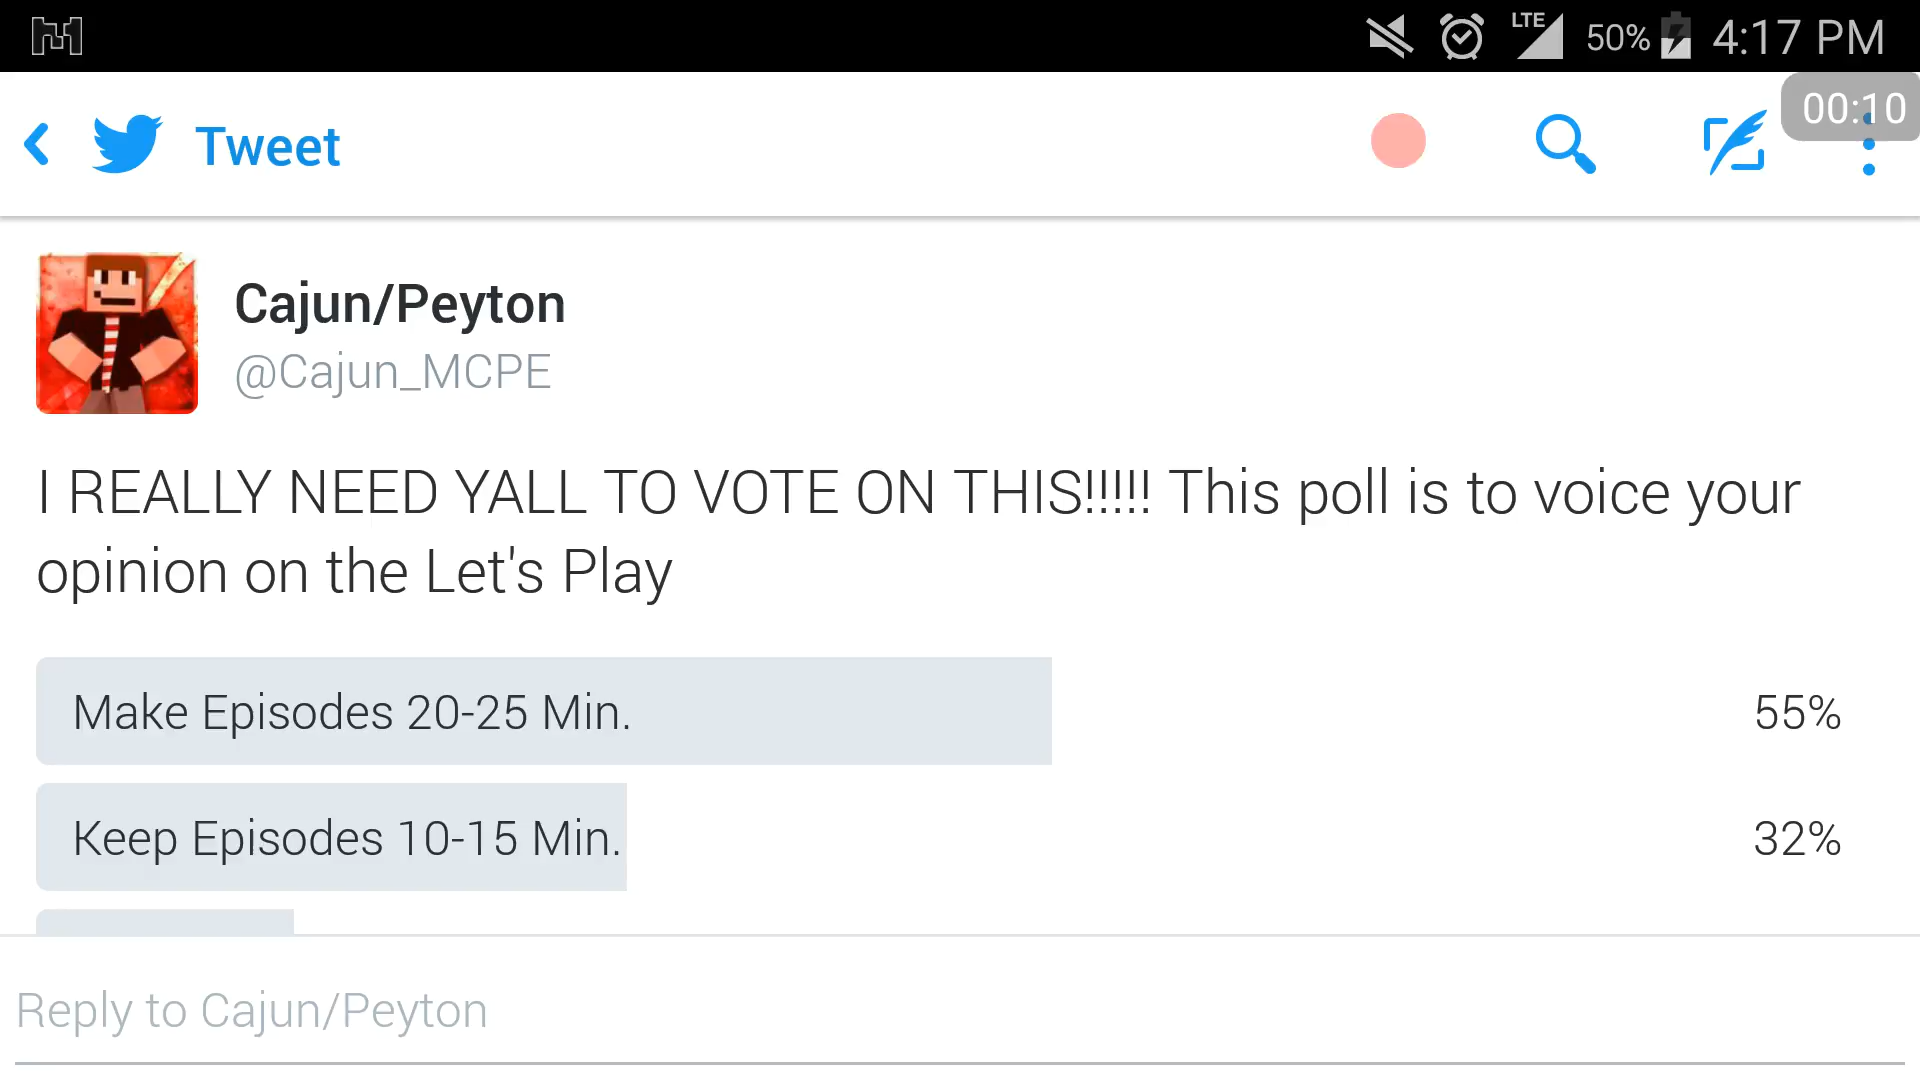 LTE 50% 4:17 PM
00:10
Tweet
Cajun/Peyton
@Cajun_MCPE
I REALLY NEED YALL TO VOTE ON THIS!!!!! This poll is to voice your
opinion on the Let's Play
Make Episodes 20-25 Min. 55%
Keep Episodes 10-15 Min. 32%
Reply to Cajun/Peyton